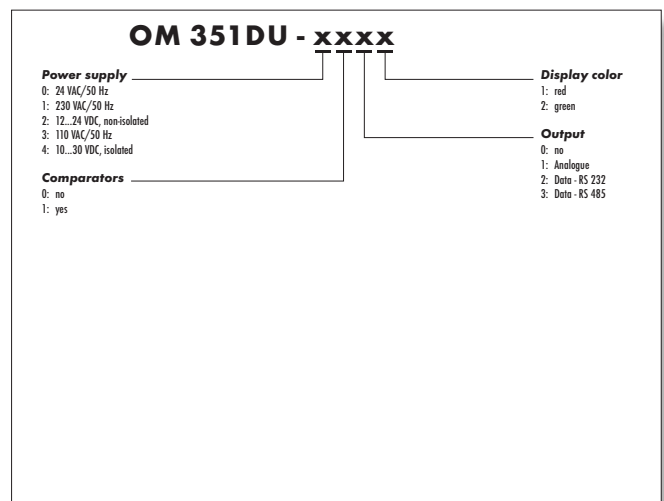 OM 351DU - xxxx
Power supply
0: 24 VAC/50 Hz
1: 230 VAC/50 Hz
2: 12...24 VDC, non-isolated
3: 110 VAC/50 Hz
4: 10...30 VDC, isolated
Comparators
0: no
1: yes
Display color
1: red
2: green
Output
0: no
1: Analogue
2: Data - RS 232
3: Data - RS 485